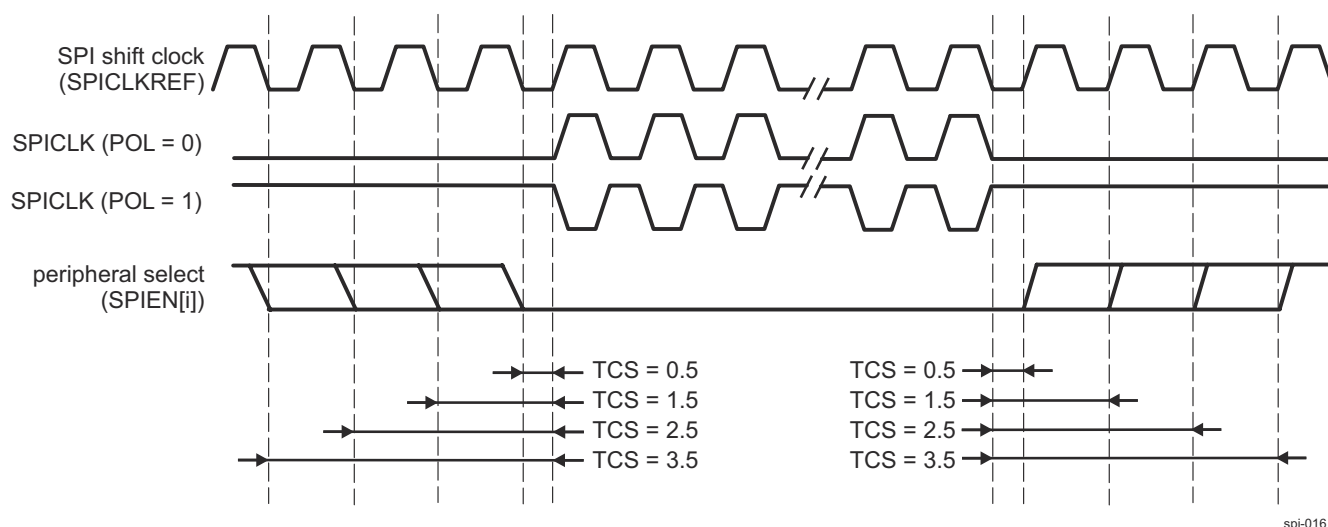 SPI shift clock
(SPICLKREF)
SPICLK (POL = 0)
SPICLK (POL = 1)
peripheral select
(SPIEN[i])
TCS = 0.5 TCS = 0.5
TCS = 1.5 TCS = 1.5
TCS = 2.5 TCS = 2.5
TCS = 3.5 TCS = 3.5
spi-016